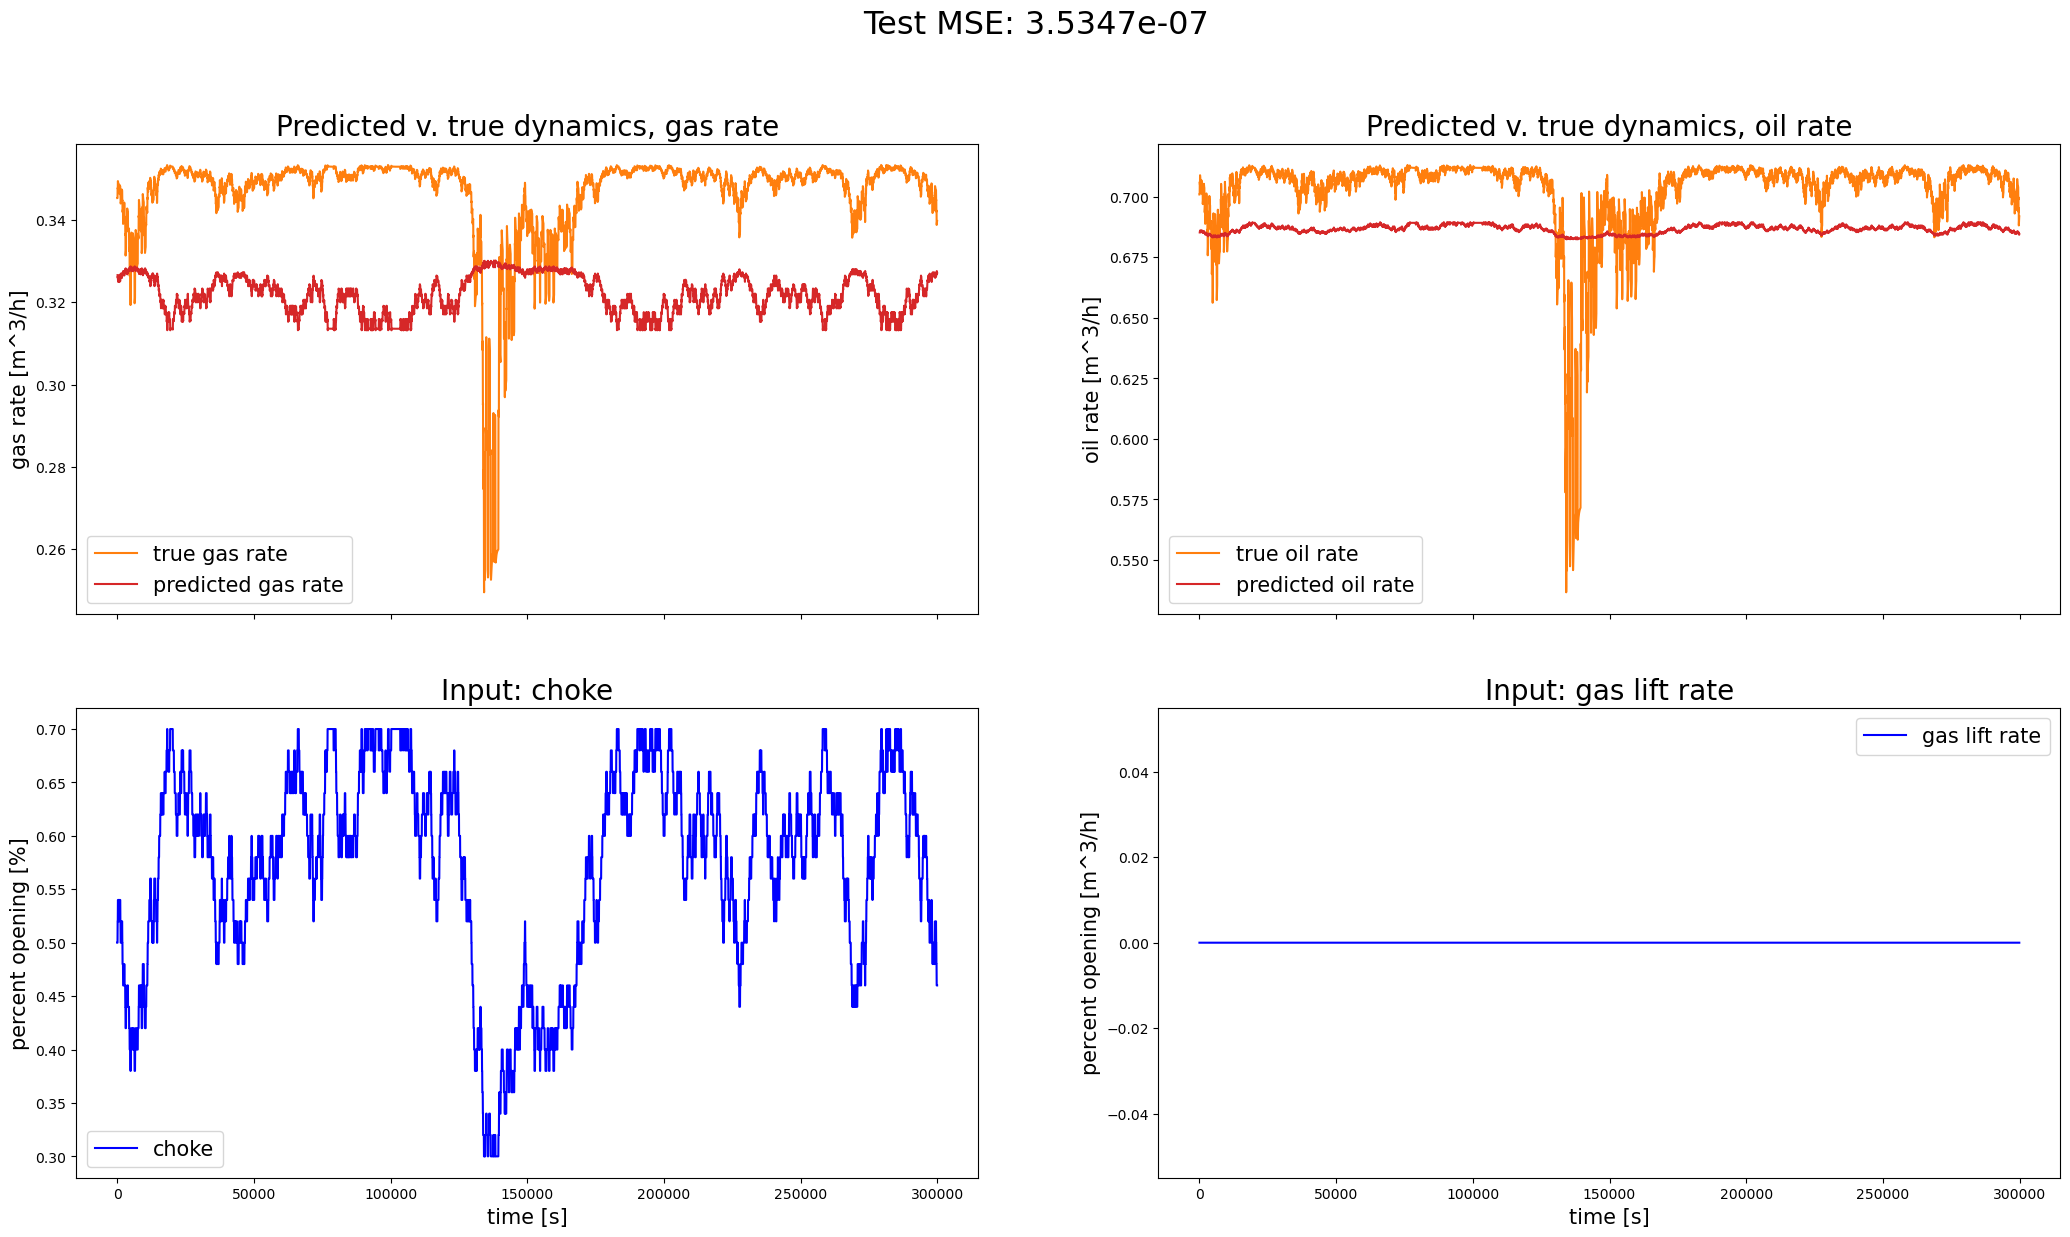 Test MSE: 3.5347e-07
Predicted v. true dynamics, gas rate
gas rate [m^3/h]
0.34
0.32
0.30
0.28
0.26
true gas rate
predicted gas rate
Predicted v. true dynamics, oil rate
oil rate [m^3/h]
0.700
0.675
0.650
0.625
0.600
0.575
0.550
true oil rate
predicted oil rate
Input: choke
percent opening [%]
0.70
0.65
0.60
0.55
0.50
0.45
0.40
0.35
0.30
choke
0 50000 100000 150000 200000 250000 300000
time [s]
Input: gas lift rate
percent opening [m^3/h]
gas lift rate
0.04
0.02
0.00
−0.02
−0.04
0 50000 100000 150000 200000 250000 300000
time [s]